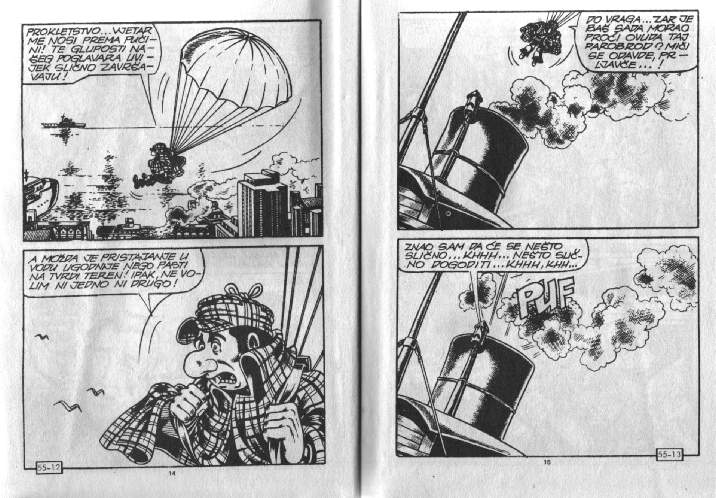 PROKLETSTVO...VJETAR
ME NOSI PREMA PUČI-
NI! TE GLUPOSTI NA-
ŠEG POGLAVARA UVI-
JEK SLIČNO ZAVRŠA-
VAJU!
A MOŽDA JE PRISTAJANJE U
VODU UGODNIJE NEGO PASTI
NA TVRDI TEREN! IPAK, NE VO-
LIM NI JEDNO NI DRUGO!
55-12
14
DO VRAGA...ZAR JE
BAŠ SADA MORAO
PROĆI OVUDA TAJ
PAROBROD? MIČI
SE ODAVDE, PR-
LJAVČE...!
ZNAO SAM DA ĆE SE NEŠTO
SLIČNO...KHHH...NEŠTO SLIČ-
NO DOGODITI...KHHH, KHH...
PUF
55-13
15